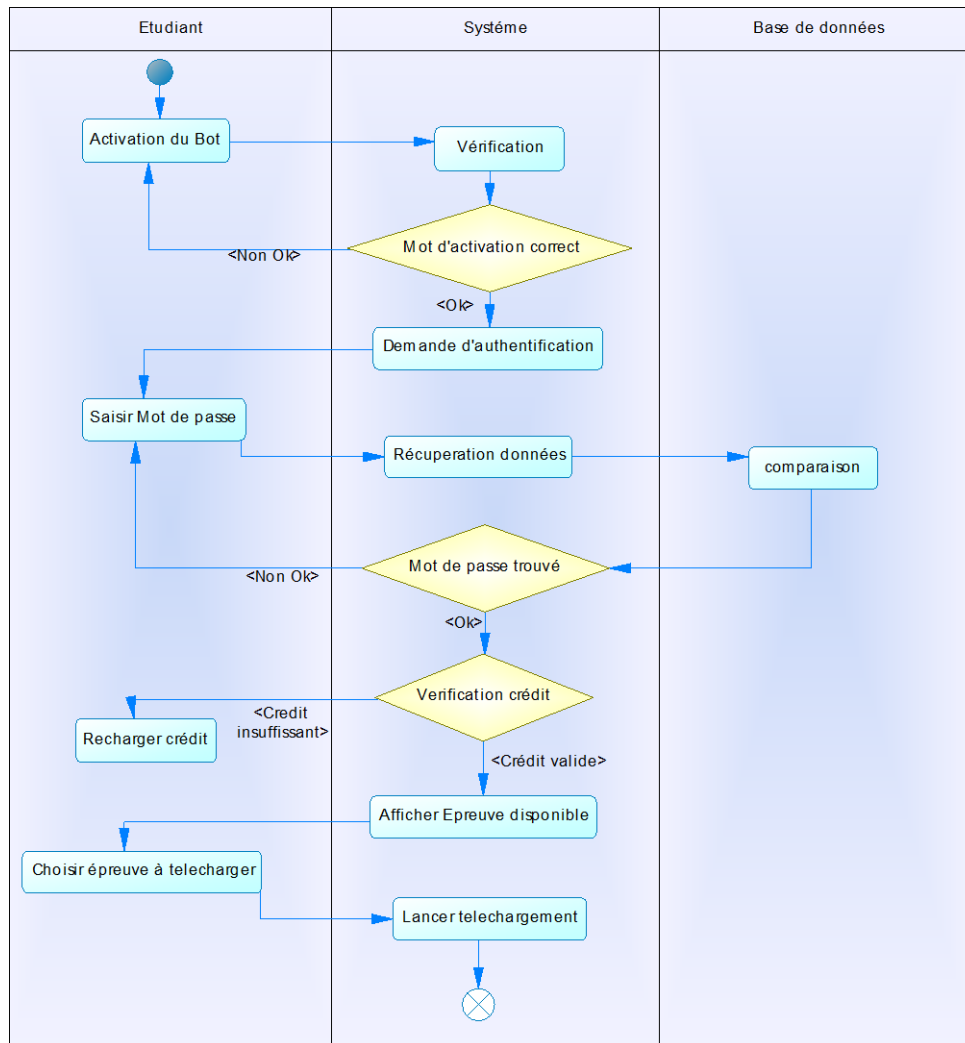 Etudiant
Systéme
Base de données
Activation du Bot
Vérification
Mot d'activation correct
<Non Ok>
<Ok>
Demande d'authentification
Saisir Mot de passe
Récuperation données
comparaison
Mot de passe trouvé
<Non Ok>
<Ok>
Verification crédit
<Credit
insuffissant>
Recharger crédit
<Crédit valide>
Afficher Epreuve disponible
Choisir épreuve à telecharger
Lancer telechargement